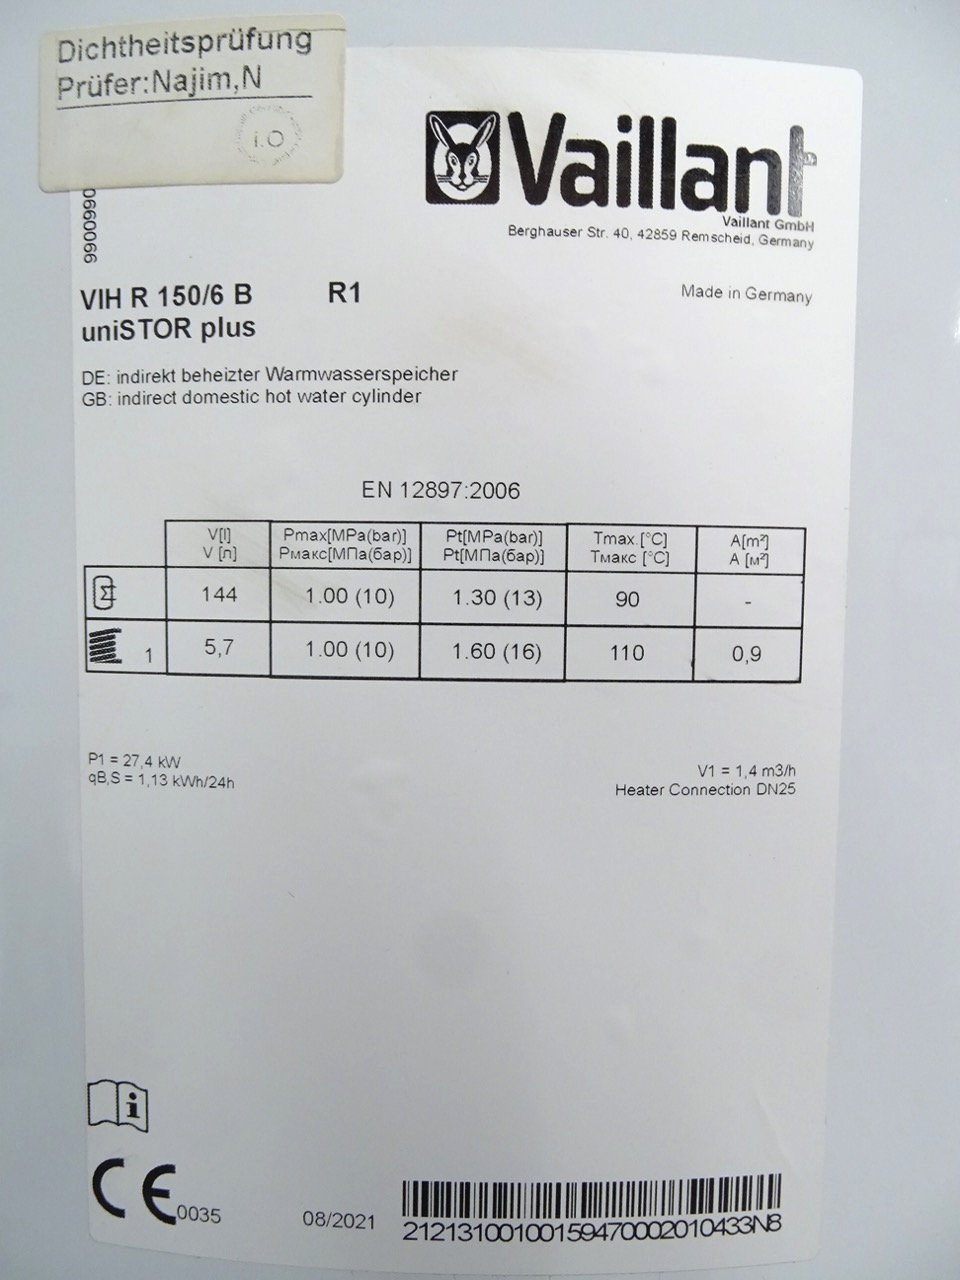 Dichtheitsprüfung
Prüfer:Najim,N
i.O
Vaillant
Vaillant GmbH
Berghauser Str. 40, 42859 Remscheid, Germany
VIH R 150/6 B R1
uniSTOR plus
Made in Germany
DE: indirekt beheizter Warmwasserspeicher
GB: indirect domestic hot water cylinder
EN 12897:2006
V[l] Pmax[MPa(bar)] Pt[MPa(bar)] Tmax.[°C] A[m²]
V [л] Рмакс[МПа(бар)] Pt[МПа(бар)] Тмакс [°C] A [м²]
144 1.00 (10) 1.30 (13) 90 -
1 5,7 1.00 (10) 1.60 (16) 110 0,9
P1 = 27,4 kW
qB,S = 1,13 kWh/24h
V1 = 1,4 m3/h
Heater Connection DN25
i
CE 0035
08/2021
21213100100159470002010433N8